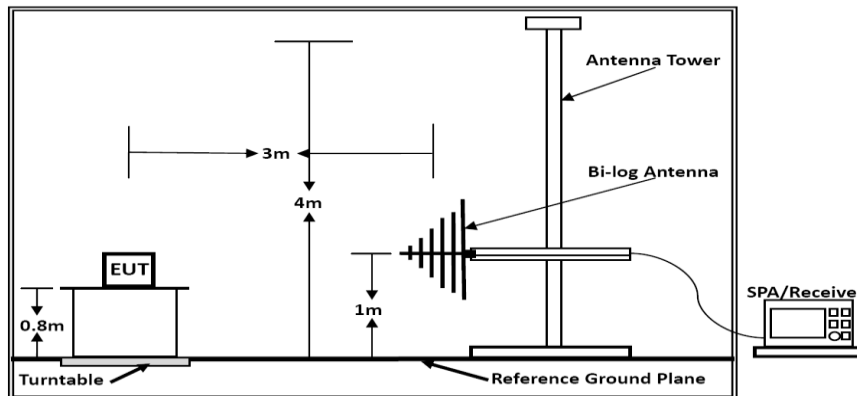 Antenna Tower
3m
Bi-log Antenna
4m
EUT
SPA/Receive
0.8m
1m
Turntable
Reference Ground Plane